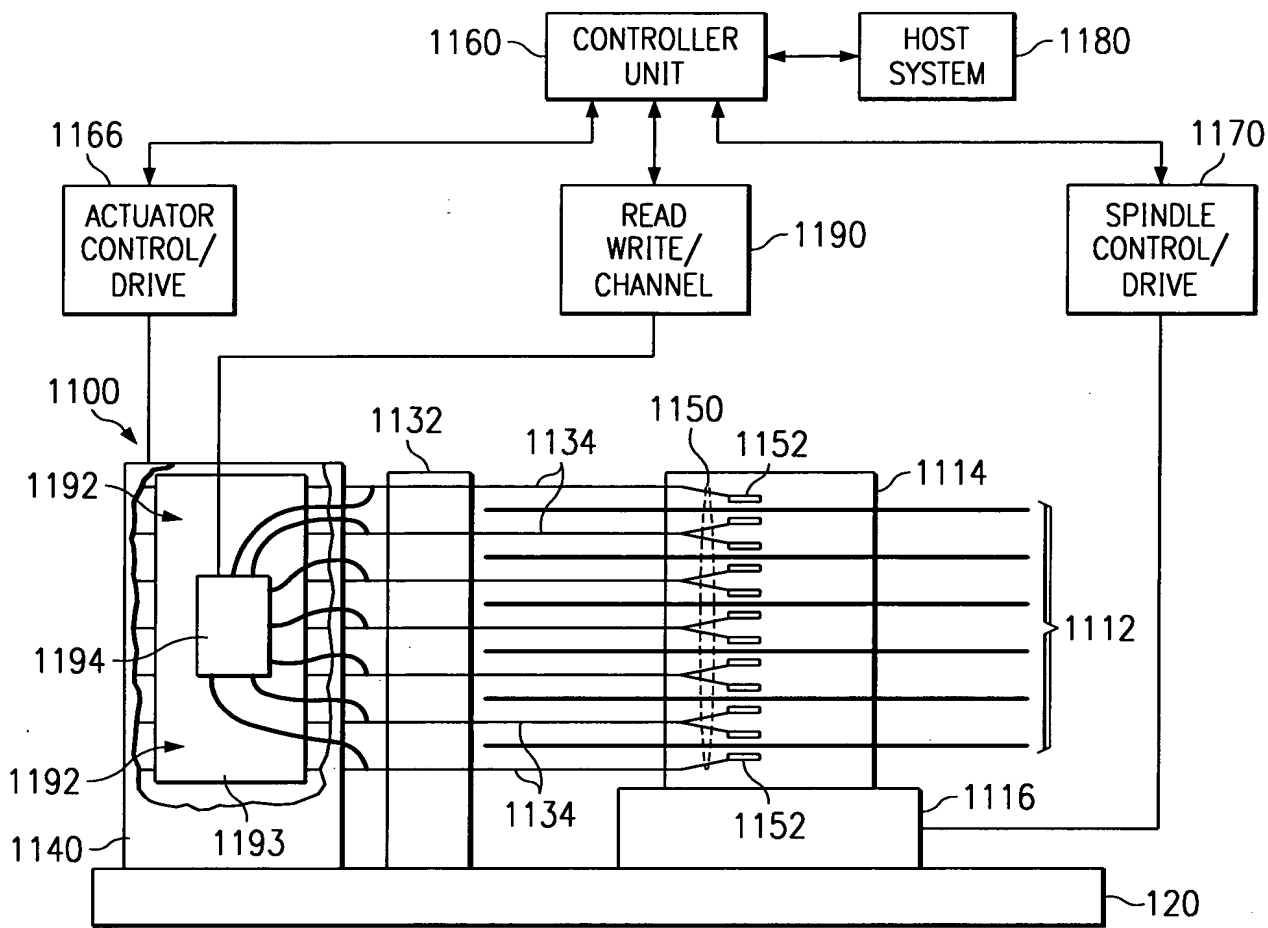 1160
CONTROLLER
UNIT
HOST
SYSTEM
1180
1166
ACTUATOR
CONTROL/
DRIVE
READ
WRITE/
CHANNEL
1190
1170
SPINDLE
CONTROL/
DRIVE
1100
1132
1134
1150
1152
1114
1192
1112
1194
1192
1193
1140
1134
1152
1116
120